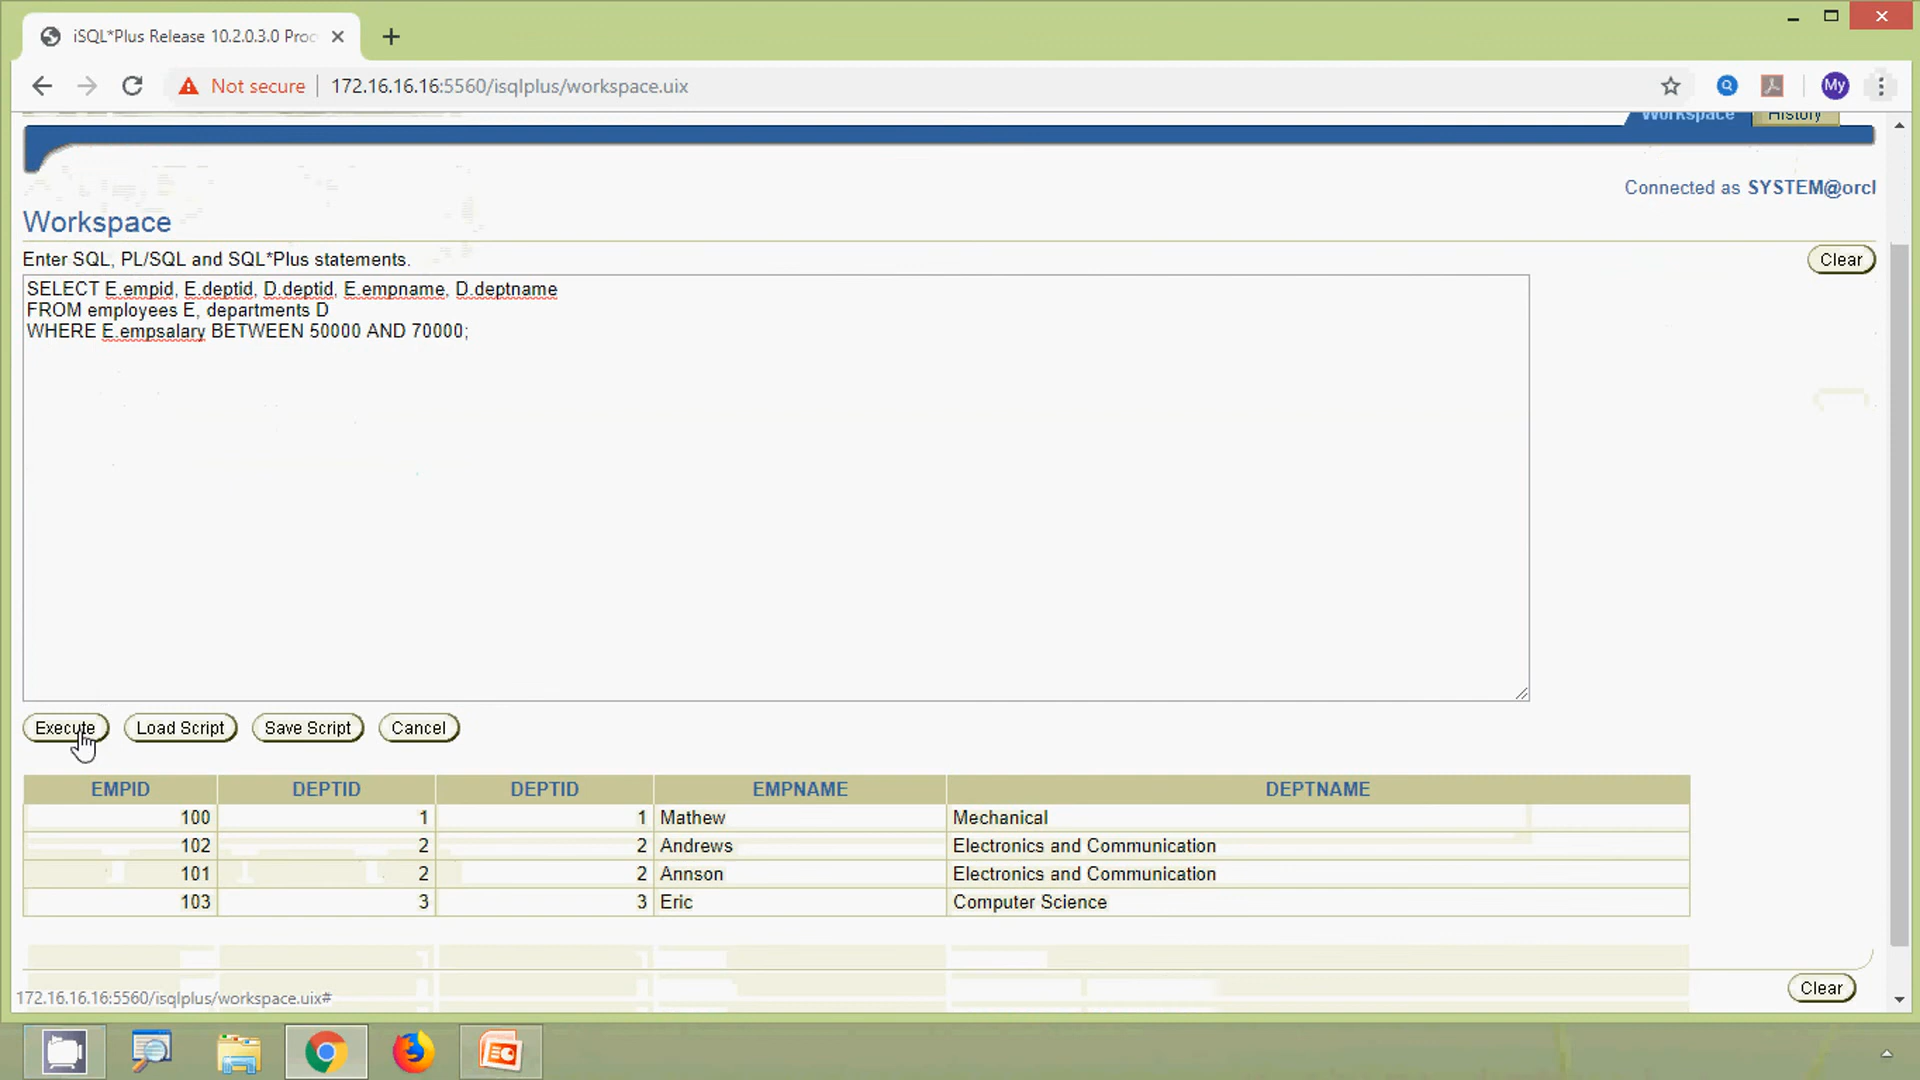 iSQL*Plus Release 10.2.0.3.0 Proc
Not secure
172.16.16.16:5560/isqlplus/workspace.uix
My
Workspace
History
Connected as SYSTEM@orcl
Workspace
Enter SQL, PL/SQL and SQL*Plus statements.
Clear
SELECT E.empid, E.deptid, D.deptid, E.empname, D.deptname
FROM employees E, departments D
WHERE E.empsalary BETWEEN 50000 AND 70000;
Execute Load Script Save Script Cancel
EMPID DEPTID DEPTID EMPNAME DEPTNAME
100 1 1 Mathew Mechanical
102 2 2 Andrews Electronics and Communication
101 2 2 Annson Electronics and Communication
103 3 3 Eric Computer Science
172.16.16.16:5560/isqlplus/workspace.uix#
Clear